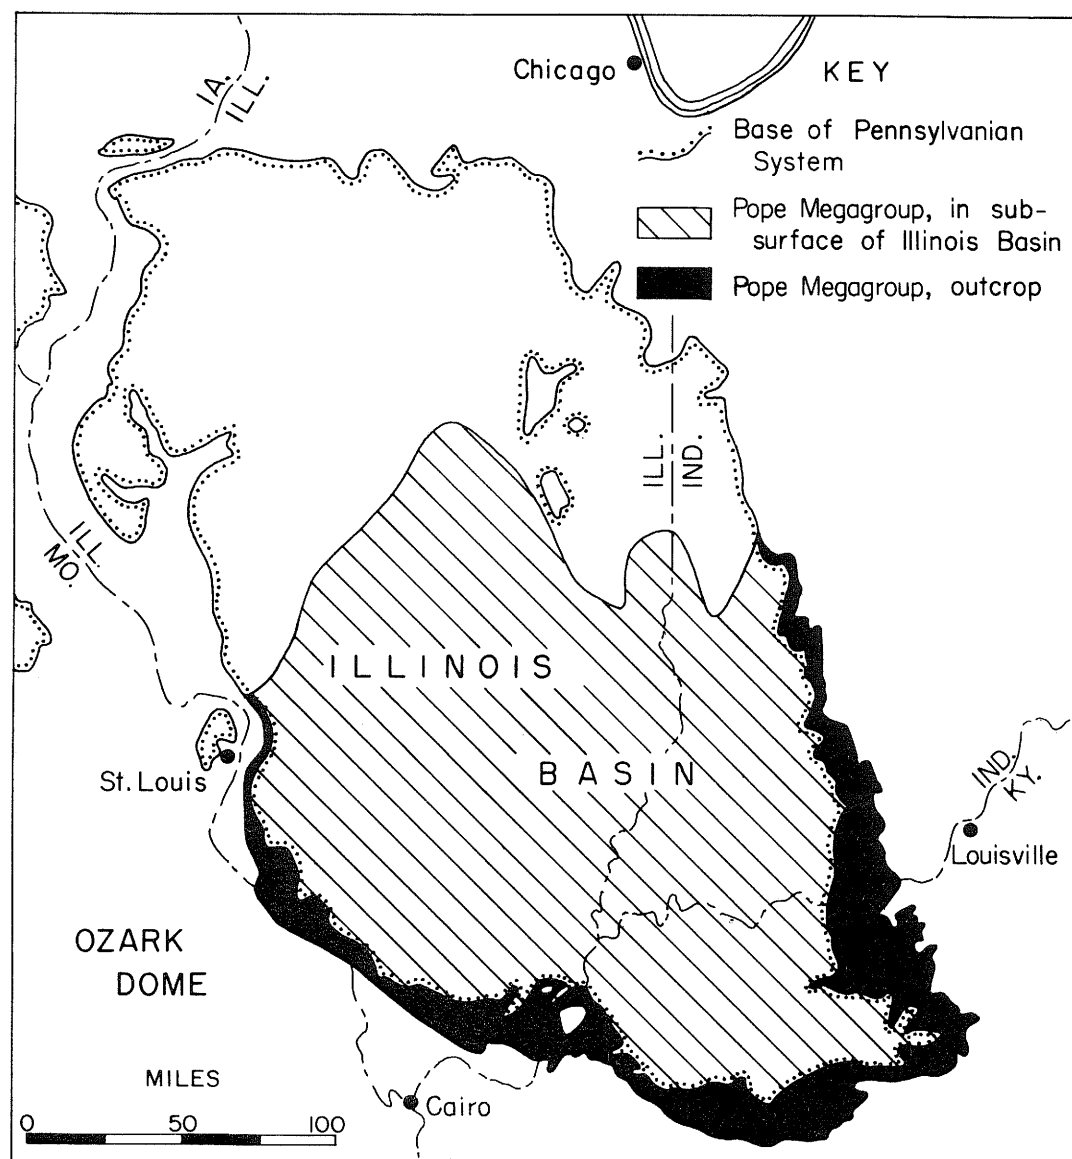 Chicago
KEY
IA.
ILL.
Base of Pennsylvanian
System
Pope Megagroup, in sub-
surface of Illinois Basin
Pope Megagroup, outcrop
ILL.
IND.
ILL.
MO.
ILLINOIS
BASIN
St. Louis
IND.
KY.
Louisville
OZARK
DOME
MILES
0 50 100
Cairo